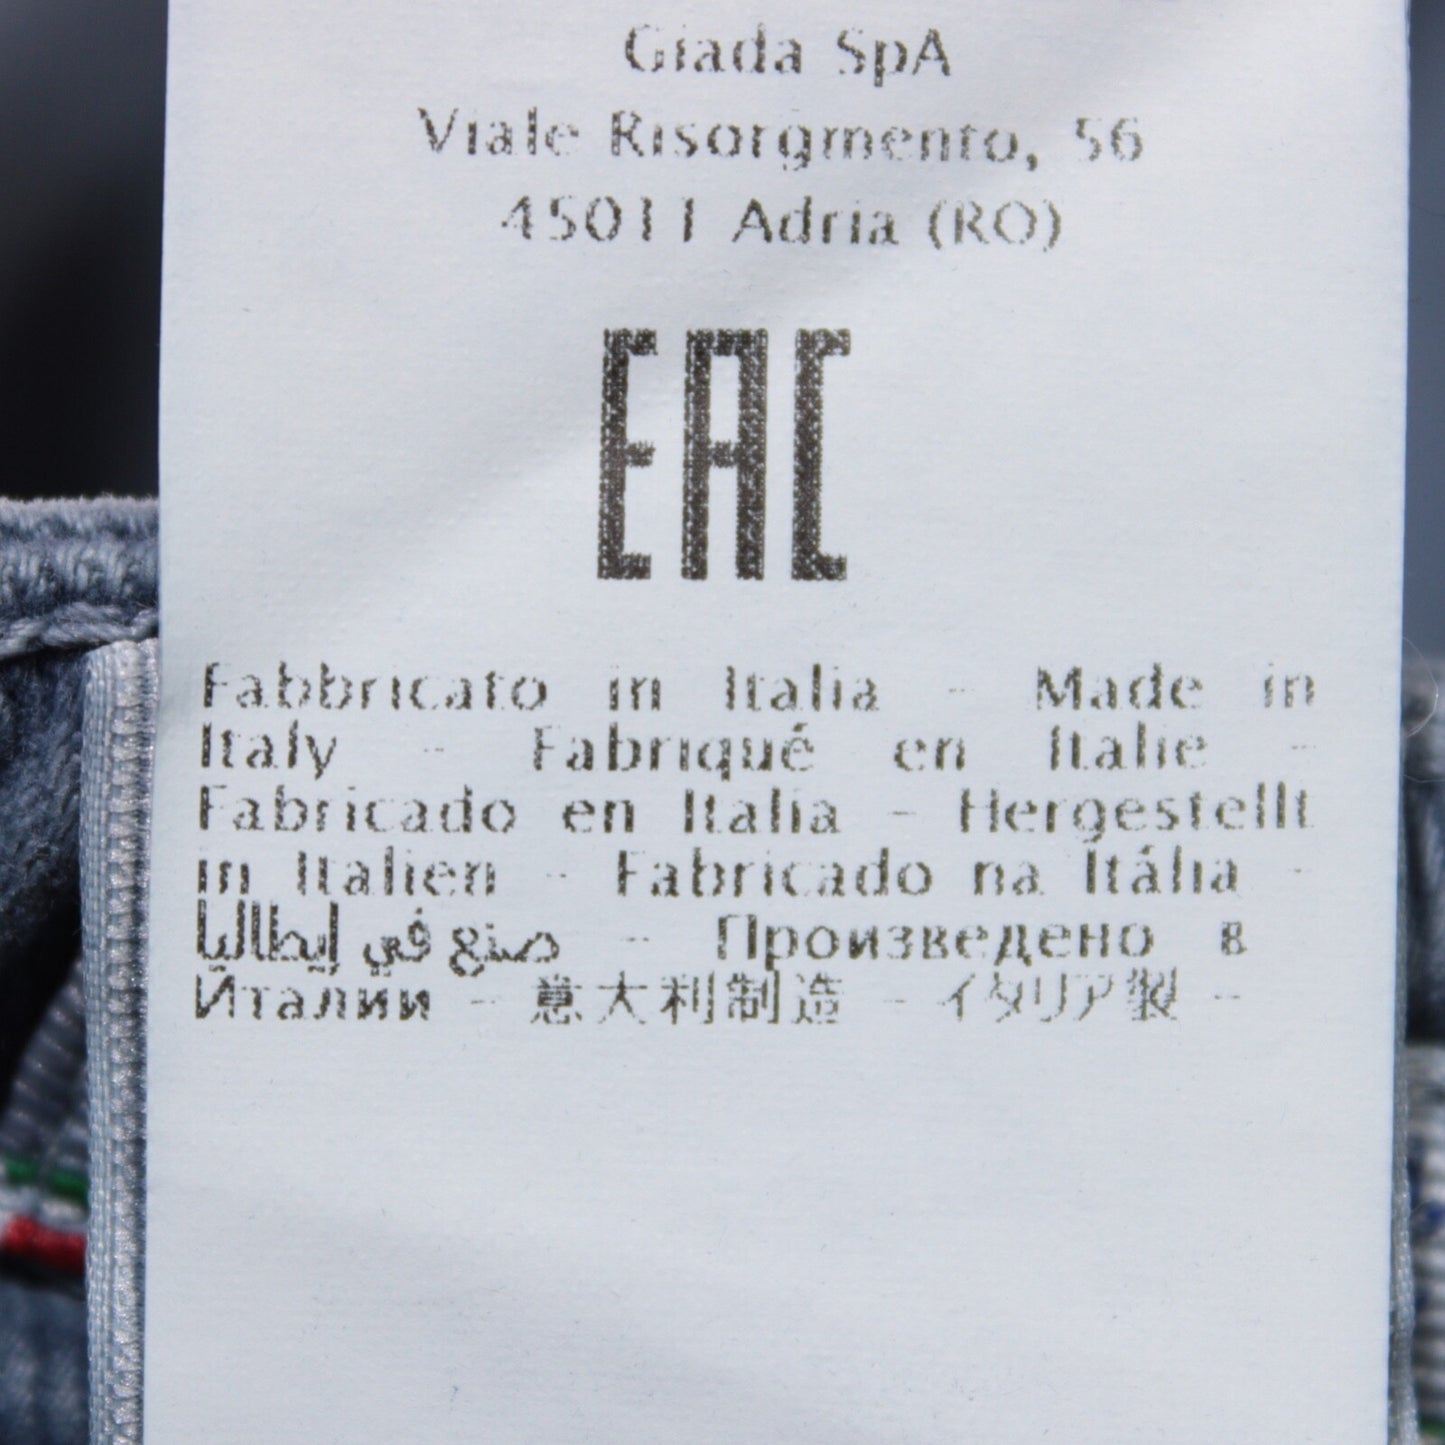 Giada SpA
Viale Risorgmento, 56
45011 Adria (RO)
EAC
Fabbricato in Italia - Made in
Italy - Fabriqué en Italie -
Fabricado en Italia - Hergestellt
in Italien - Fabricado na Itália -
صنع في إيطاليا - Произведено в
Италии - 意大利制造 - イタリア製 -